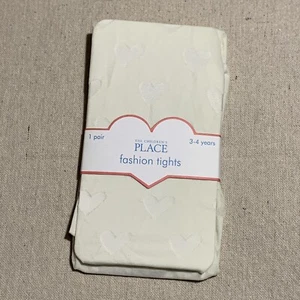 THE CHILDREN'S
1 pair
PLACE
3-4 years
fashion tights